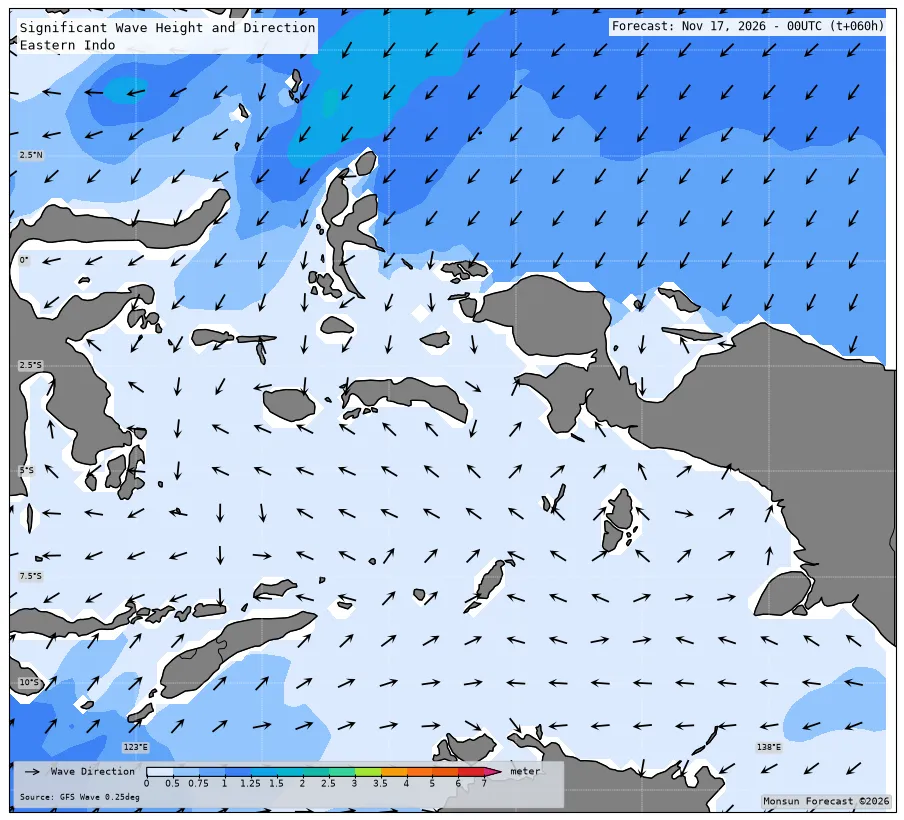 Significant Wave Height and Direction
Eastern Indo
Forecast: Nov 17, 2026 - 00UTC (t+060h)
2.5°N
0°
2.5°S
5°S
7.5°S
10°S
123°E
138°E
Wave Direction
meter
0 0.5 0.75 1 1.25 1.5 2 2.5 3 3.5 4 5 6 7
Source: GFS Wave 0.25deg
Monsun Forecast ©2026